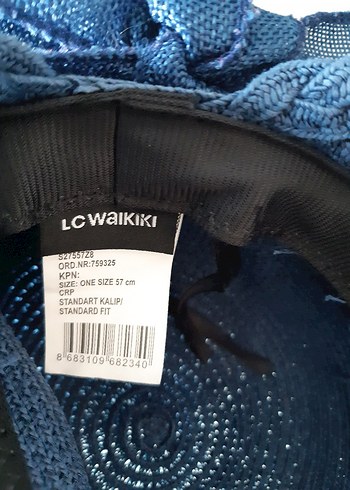 LC WAIKIKI
S27557Z8
ORD.NR:759325
KPN:
SIZE: ONE SIZE 57 cm
CRP
STANDART KALIP/
STANDARD FIT
8 683109 682340